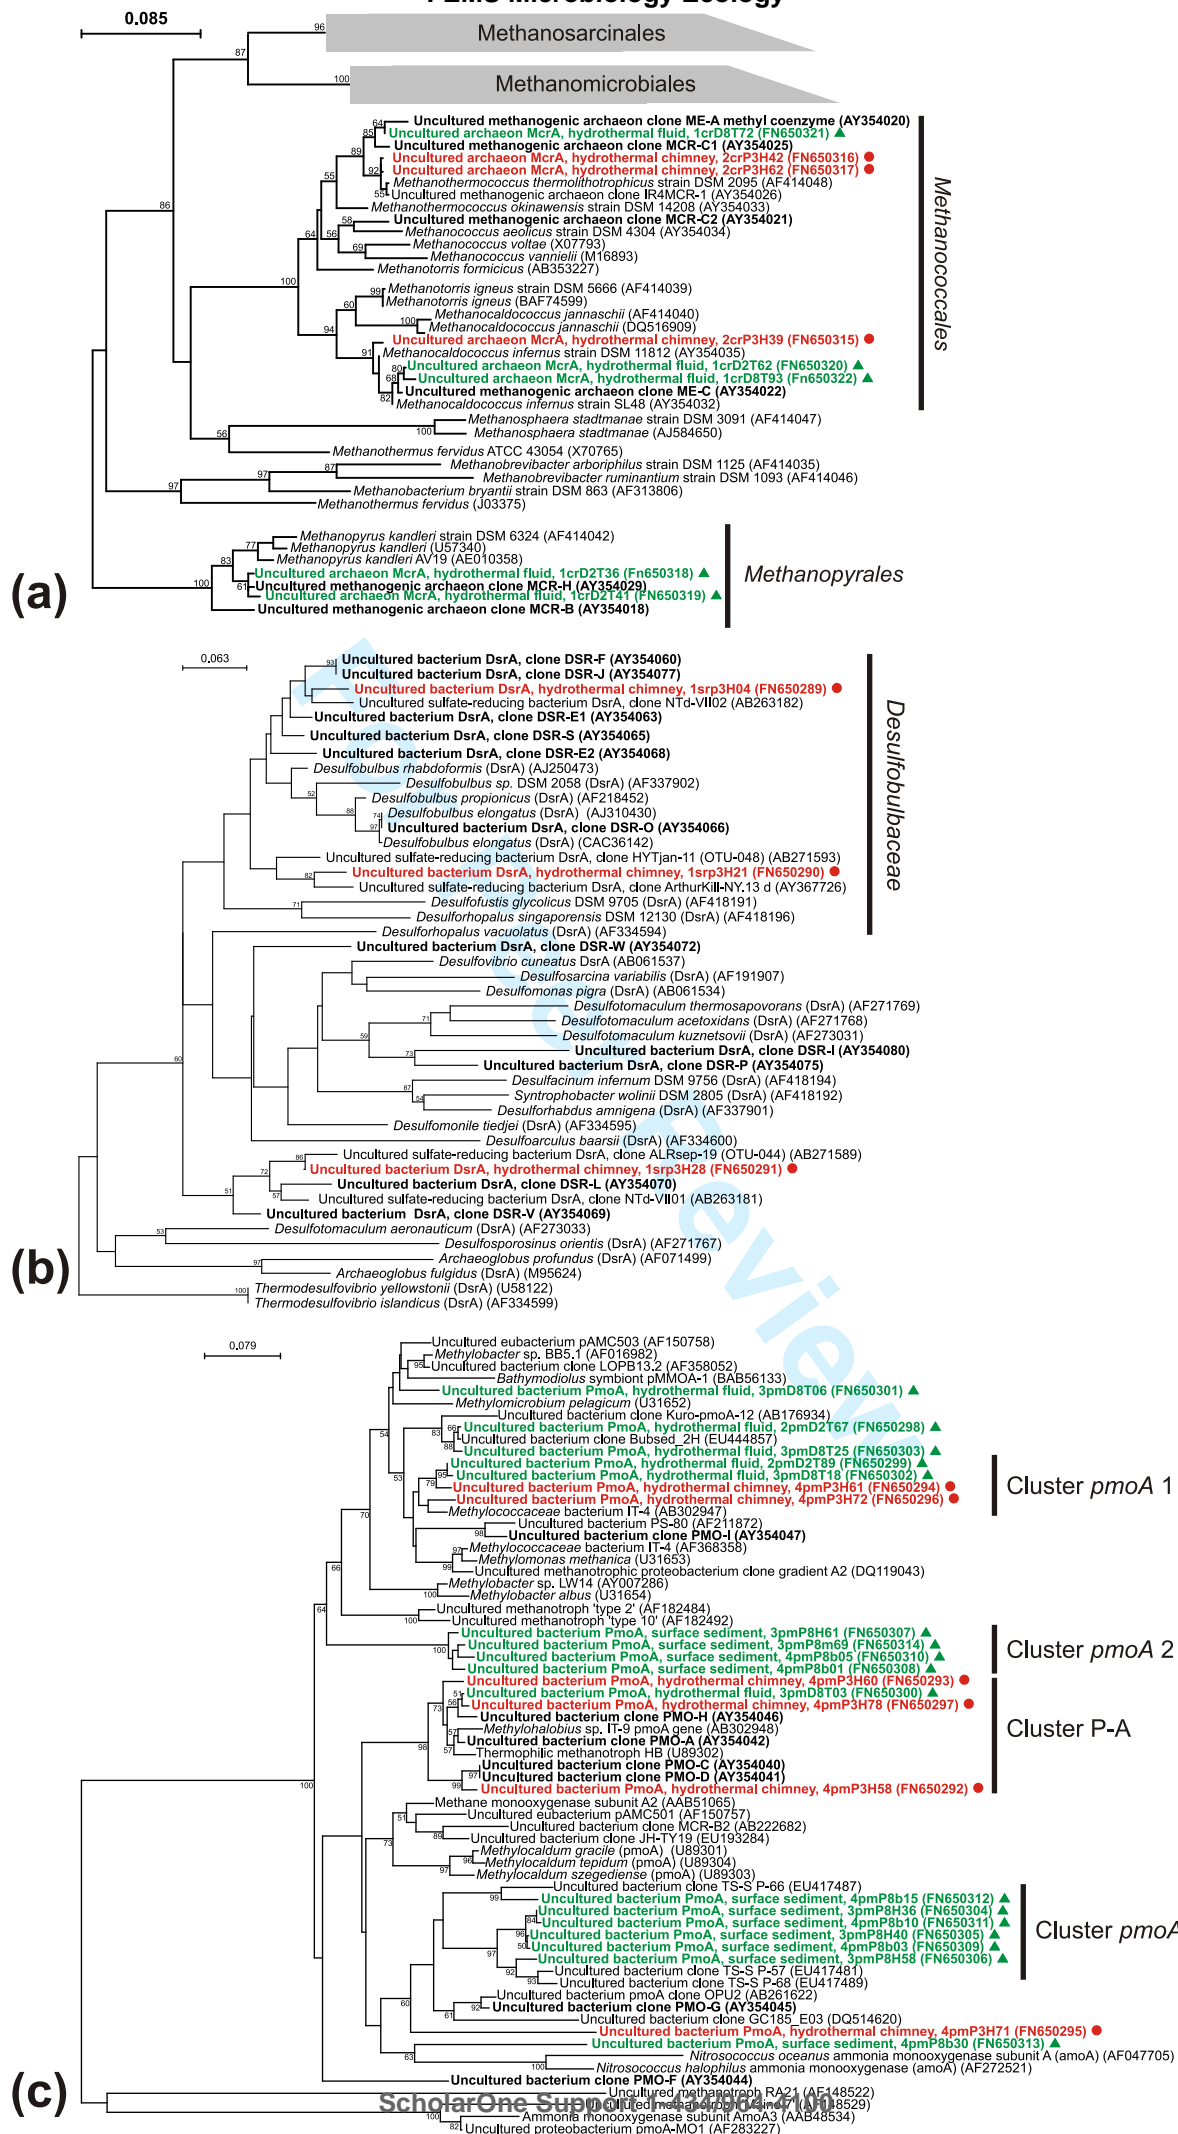 FEMS Microbiology Ecology
0.085
96
Methanosarcinales
87
100
Methanomicrobiales
64
Uncultured methanogenic archaeon clone ME-A methyl coenzyme (AY354020)
89
85
Uncultured archaeon McrA, hydrothermal fluid, 1crD8T72 (FN650321)
Uncultured methanogenic archaeon clone MCR-C1 (AY354025)
Uncultured archaeon McrA, hydrothermal chimney, 2crP3H42 (FN650316)
92
Uncultured archaeon McrA, hydrothermal chimney, 2crP3H62 (FN650317)
55
Methanothermococcus thermolithotrophicus strain DSM 2095 (AF414048)
55
Uncultured methanogenic archaeon clone IR4MCR-1 (AY354026)
Methanothermococcus okinawensis strain DSM 14208 (AY354033)
86
58
Uncultured methanogenic archaeon clone MCR-C2 (AY354021)
64
56
Methanococcus aeolicus strain DSM 4304 (AY354034)
69
Methanococcus voltae (X07793)
Methanococcus vannielii (M16893)
Methanotorris formicicus (AB353227)
Methanococcales
100
99
Methanotorris igneus strain DSM 5666 (AF414039)
Methanotorris igneus (BAF74599)
60
Methanocaldococcus jannaschii (AF414040)
100
94
Methanocaldococcus jannaschii (DQ516909)
Uncultured archaeon McrA, hydrothermal chimney, 2crP3H39 (FN650315)
91
Methanocaldococcus infernus strain DSM 11812 (AY354035)
80
Uncultured archaeon McrA, hydrothermal fluid, 1crD2T62 (FN650320)
68
Uncultured archaeon McrA, hydrothermal fluid, 1crD8T93 (Fn650322)
Uncultured methanogenic archaeon clone ME-C (AY354022)
82
Methanocaldococcus infernus strain SL48 (AY354032)
Methanosphaera stadtmanae strain DSM 3091 (AF414047)
56
100
Methanosphaera stadtmanae (AJ584650)
Methanothermus fervidus ATCC 43054 (X70765)
87
Methanobrevibacter arboriphilus strain DSM 1125 (AF414035)
97
Methanobrevibacter ruminantium strain DSM 1093 (AF414046)
97
Methanobacterium bryantii strain DSM 863 (AF313806)
Methanothermus fervidus (J03375)
Methanopyrus kandleri strain DSM 6324 (AF414042)
77
Methanopyrus kandleri (U57340)
83
Methanopyrus kandleri AV19 (AE010358)
Uncultured archaeon McrA, hydrothermal fluid, 1crD2T36 (Fn650318)
100
61
Uncultured methanogenic archaeon clone MCR-H (AY354029)
Uncultured archaeon McrA, hydrothermal fluid, 1crD2T41 (FN650319)
Uncultured methanogenic archaeon clone MCR-B (AY354018)
Methanopyrales
(a)
For Peer Review
0.063
93
Uncultured bacterium DsrA, clone DSR-F (AY354060)
Uncultured bacterium DsrA, clone DSR-J (AY354077)
Uncultured bacterium DsrA, hydrothermal chimney, 1srp3H04 (FN650289)
Uncultured sulfate-reducing bacterium DsrA, clone NTd-VII02 (AB263182)
Uncultured bacterium DsrA, clone DSR-E1 (AY354063)
Uncultured bacterium DsrA, clone DSR-S (AY354065)
Uncultured bacterium DsrA, clone DSR-E2 (AY354068)
Desulfobulbus rhabdoformis (DsrA) (AJ250473)
Desulfobulbus sp. DSM 2058 (DsrA) (AF337902)
52
Desulfobulbus propionicus (DsrA) (AF218452)
88
74
Desulfobulbus elongatus (DsrA) (AJ310430)
97
Uncultured bacterium DsrA, clone DSR-O (AY354066)
Desulfobulbus elongatus (DsrA) (CAC36142)
Desulfobulbaceae
Uncultured sulfate-reducing bacterium DsrA, clone HYTjan-11 (OTU-048) (AB271593)
82
Uncultured bacterium DsrA, hydrothermal chimney, 1srp3H21 (FN650290)
Uncultured sulfate-reducing bacterium DsrA, clone ArthurKill-NY.13 d (AY367726)
71
Desulfofustis glycolicus DSM 9705 (DsrA) (AF418191)
Desulforhopalus singaporensis DSM 12130 (DsrA) (AF418196)
Desulforhopalus vacuolatus (DsrA) (AF334594)
Uncultured bacterium DsrA, clone DSR-W (AY354072)
Desulfovibrio cuneatus DsrA (AB061537)
Desulfosarcina variabilis (DsrA) (AF191907)
Desulfomonas pigra (DsrA) (AB061534)
Desulfotomaculum thermosapovorans (DsrA) (AF271769)
71
Desulfotomaculum acetoxidans (DsrA) (AF271768)
59
Desulfotomaculum kuznetsovii (DsrA) (AF273031)
73
Uncultured bacterium DsrA, clone DSR-I (AY354080)
60
Uncultured bacterium DsrA, clone DSR-P (AY354075)
87
Desulfacinum infernum DSM 9756 (DsrA) (AF418194)
54
Syntrophobacter wolinii DSM 2805 (DsrA) (AF418192)
Desulforhabdus amnigena (DsrA) (AF337901)
Desulfomonile tiedjei (DsrA) (AF334595)
Desulfoarculus baarsii (DsrA) (AF334600)
86
Uncultured sulfate-reducing bacterium DsrA, clone ALRsep-19 (OTU-044) (AB271589)
72
Uncultured bacterium DsrA, hydrothermal chimney, 1srp3H28 (FN650291)
Uncultured bacterium DsrA, clone DSR-L (AY354070)
51
57
Uncultured sulfate-reducing bacterium DsrA, clone NTd-VII01 (AB263181)
Uncultured bacterium DsrA, clone DSR-V (AY354069)
53
Desulfotomaculum aeronauticum (DsrA) (AF273033)
Desulfosporosinus orientis (DsrA) (AF271767)
97
Archaeoglobus profundus (DsrA) (AF071499)
Archaeoglobus fulgidus (DsrA) (M95624)
100
Thermodesulfovibrio yellowstonii (DsrA) (U58122)
Thermodesulfovibrio islandicus (DsrA) (AF334599)
(b)
0.079
Uncultured eubacterium pAMC503 (AF150758)
Methylobacter sp. BB5.1 (AF016982)
95
Uncultured bacterium clone LOPB13.2 (AF358052)
Bathymodiolus symbiont pMMOA-1 (BAB56133)
Uncultured bacterium PmoA, hydrothermal fluid, 3pmD8T06 (FN650301)
Methylomicrobium pelagicum (U31652)
Uncultured bacterium clone Kuro-pmoA-12 (AB176934)
54
83
66
Uncultured bacterium PmoA, hydrothermal fluid, 2pmD2T67 (FN650298)
88
Uncultured bacterium clone Bubsed_2H (EU444857)
Uncultured bacterium PmoA, hydrothermal fluid, 3pmD8T25 (FN650303)
Uncultured bacterium PmoA, hydrothermal fluid, 2pmD2T89 (FN650299)
53
95
Uncultured bacterium PmoA, hydrothermal fluid, 3pmD8T18 (FN650302)
79
Uncultured bacterium PmoA, hydrothermal chimney, 4pmP3H61 (FN650294)
Uncultured bacterium PmoA, hydrothermal chimney, 4pmP3H72 (FN650296)
Cluster pmoA 1
Methylococcaceae bacterium IT-4 (AB302947)
70
Uncultured bacterium PS-80 (AF211872)
98
Uncultured bacterium clone PMO-I (AY354047)
97
Methylococcaceae bacterium IT-4 (AF368358)
Methylomonas methanica (U31653)
99
Uncultured methanotrophic proteobacterium clone gradient A2 (DQ119043)
66
Methylobacter sp. LW14 (AY007286)
100
Methylobacter albus (U31654)
64
Uncultured methanotroph 'type 2' (AF182484)
100
Uncultured methanotroph 'type 10' (AF182492)
Uncultured bacterium PmoA, surface sediment, 3pmP8H61 (FN650307)
Uncultured bacterium PmoA, surface sediment, 3pmP8m69 (FN650314)
100
Uncultured bacterium PmoA, surface sediment, 4pmP8b05 (FN650310)
Uncultured bacterium PmoA, surface sediment, 4pmP8b01 (FN650308)
Cluster pmoA 2
Uncultured bacterium PmoA, hydrothermal chimney, 4pmP3H60 (FN650293)
51
Uncultured bacterium PmoA, hydrothermal fluid, 3pmD8T03 (FN650300)
73
56
Uncultured bacterium PmoA, hydrothermal chimney, 4pmP3H78 (FN650297)
Uncultured bacterium clone PMO-H (AY354046)
57
Methylohalobius sp. IT-9 pmoA gene (AB302948)
98
Uncultured bacterium clone PMO-A (AY354042)
57
Thermophilic methanotroph HB (U89302)
Uncultured bacterium clone PMO-C (AY354040)
97
Uncultured bacterium clone PMO-D (AY354041)
99
Uncultured bacterium PmoA, hydrothermal chimney, 4pmP3H58 (FN650292)
Cluster P-A
100
Methane monooxygenase subunit A2 (AAB51065)
51
Uncultured eubacterium pAMC501 (AF150757)
Uncultured bacterium clone MCR-B2 (AB222682)
73
89
Uncultured bacterium clone JH-TY19 (EU193284)
Methylocaldum gracile (pmoA) (U89301)
96
Methylocaldum tepidum (pmoA) (U89304)
97
Methylocaldum szegediense (pmoA) (U89303)
Uncultured bacterium clone TS-S P-66 (EU417487)
99
Uncultured bacterium PmoA, surface sediment, 4pmP8b15 (FN650312)
Uncultured bacterium PmoA, surface sediment, 3pmP8H36 (FN650304)
84
Uncultured bacterium PmoA, surface sediment, 4pmP8b10 (FN650311)
96
Uncultured bacterium PmoA, surface sediment, 3pmP8H40 (FN650305)
50
Uncultured bacterium PmoA, surface sediment, 4pmP8b03 (FN650309)
97
Uncultured bacterium PmoA, surface sediment, 3pmP8H58 (FN650306)
Cluster pmoA
92
Uncultured bacterium clone TS-S P-57 (EU417481)
93
Uncultured bacterium clone TS-S P-68 (EU417489)
Uncultured bacterium pmoA clone OPU2 (AB261622)
60
92
Uncultured bacterium clone PMO-G (AY354045)
61
Uncultured bacterium clone GC185_E03 (DQ514620)
Uncultured bacterium PmoA, hydrothermal chimney, 4pmP3H71 (FN650295)
Uncultured bacterium PmoA, surface sediment, 4pmP8b30 (FN650313)
63
Nitrosococcus oceanus ammonia monooxygenase subunit A (amoA) (AF047705)
100
Nitrosococcus halophilus ammonia monooxygenase (amoA) (AF272521)
Uncultured bacterium clone PMO-F (AY354044)
(c)
Uncultured methanotroph RA21 (AF148522)
ScholarOne Support 1-434/964-4100
100
Ammonia monooxygenase subunit AmoA3 (AAB48534)
82
Uncultured proteobacterium pmoA-MO1 (AF283227)